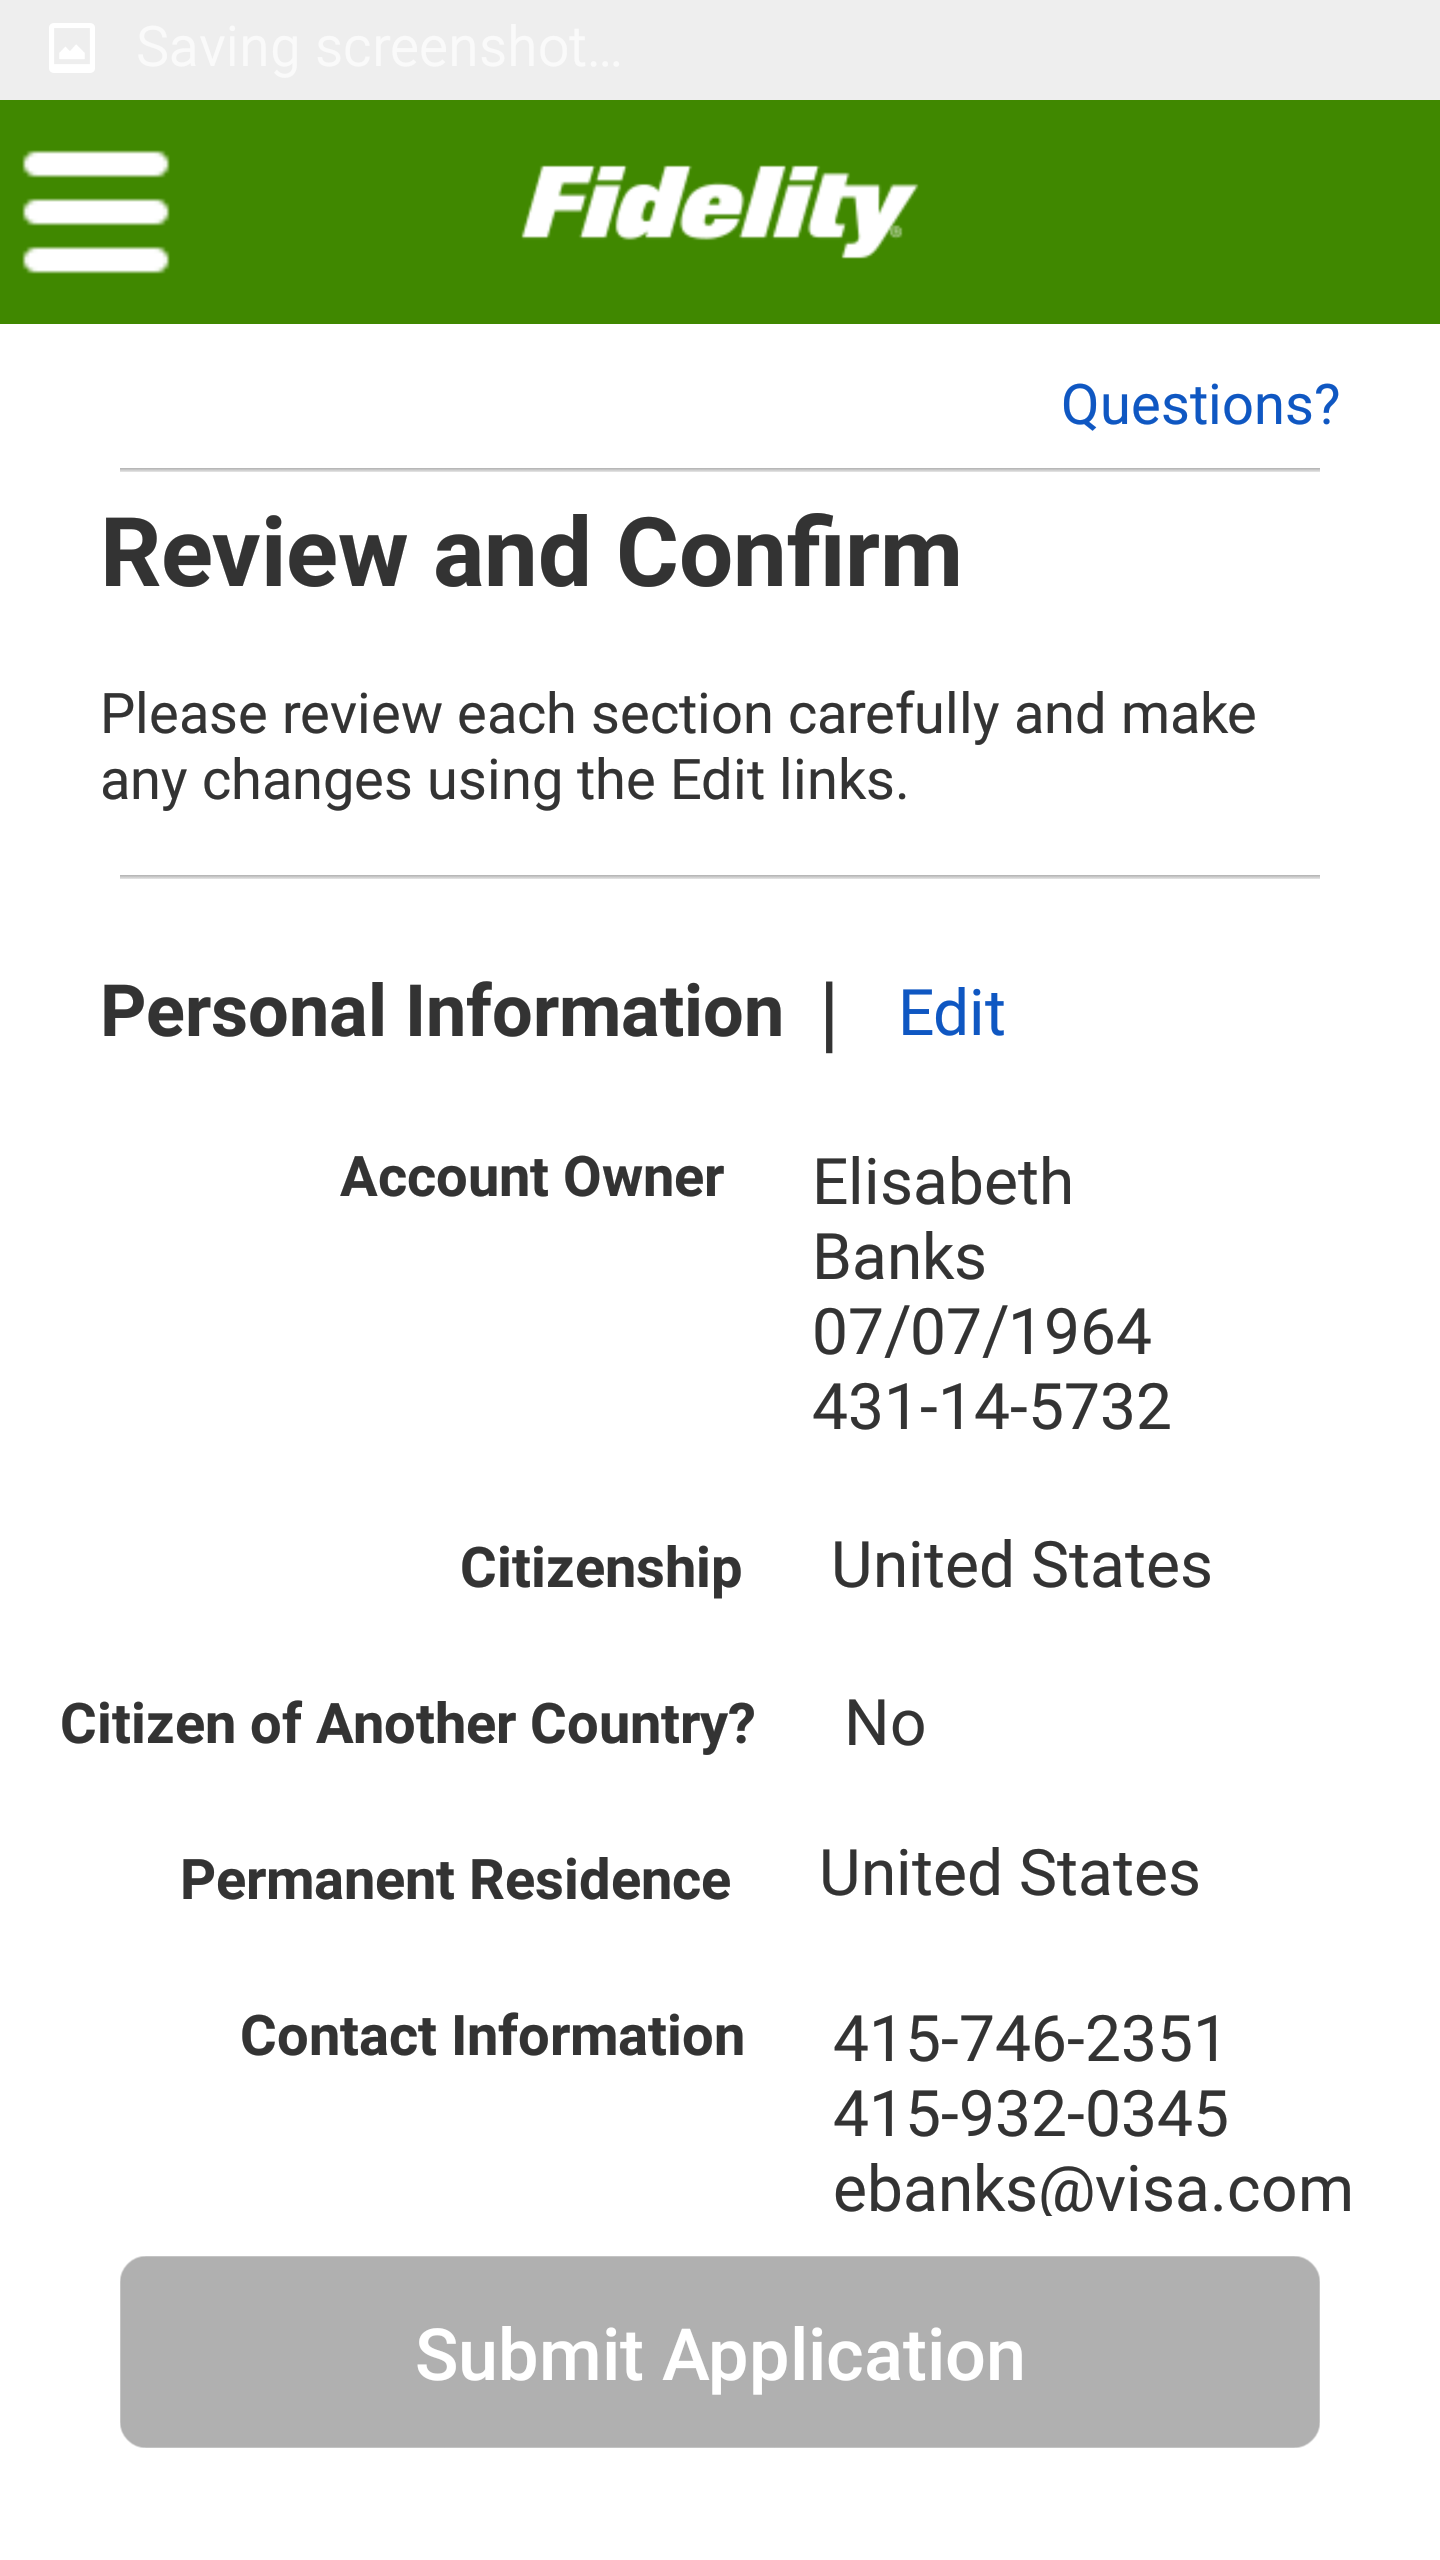 Saving screenshot...
Fidelity®
Questions?
Review and Confirm
Please review each section carefully and make
any changes using the Edit links.
Personal Information | Edit
Account Owner Elisabeth
Banks
07/07/1964
431-14-5732
Citizenship United States
Citizen of Another Country? No
Permanent Residence United States
Contact Information 415-746-2351
415-932-0345
ebanks@visa.com
Submit Application